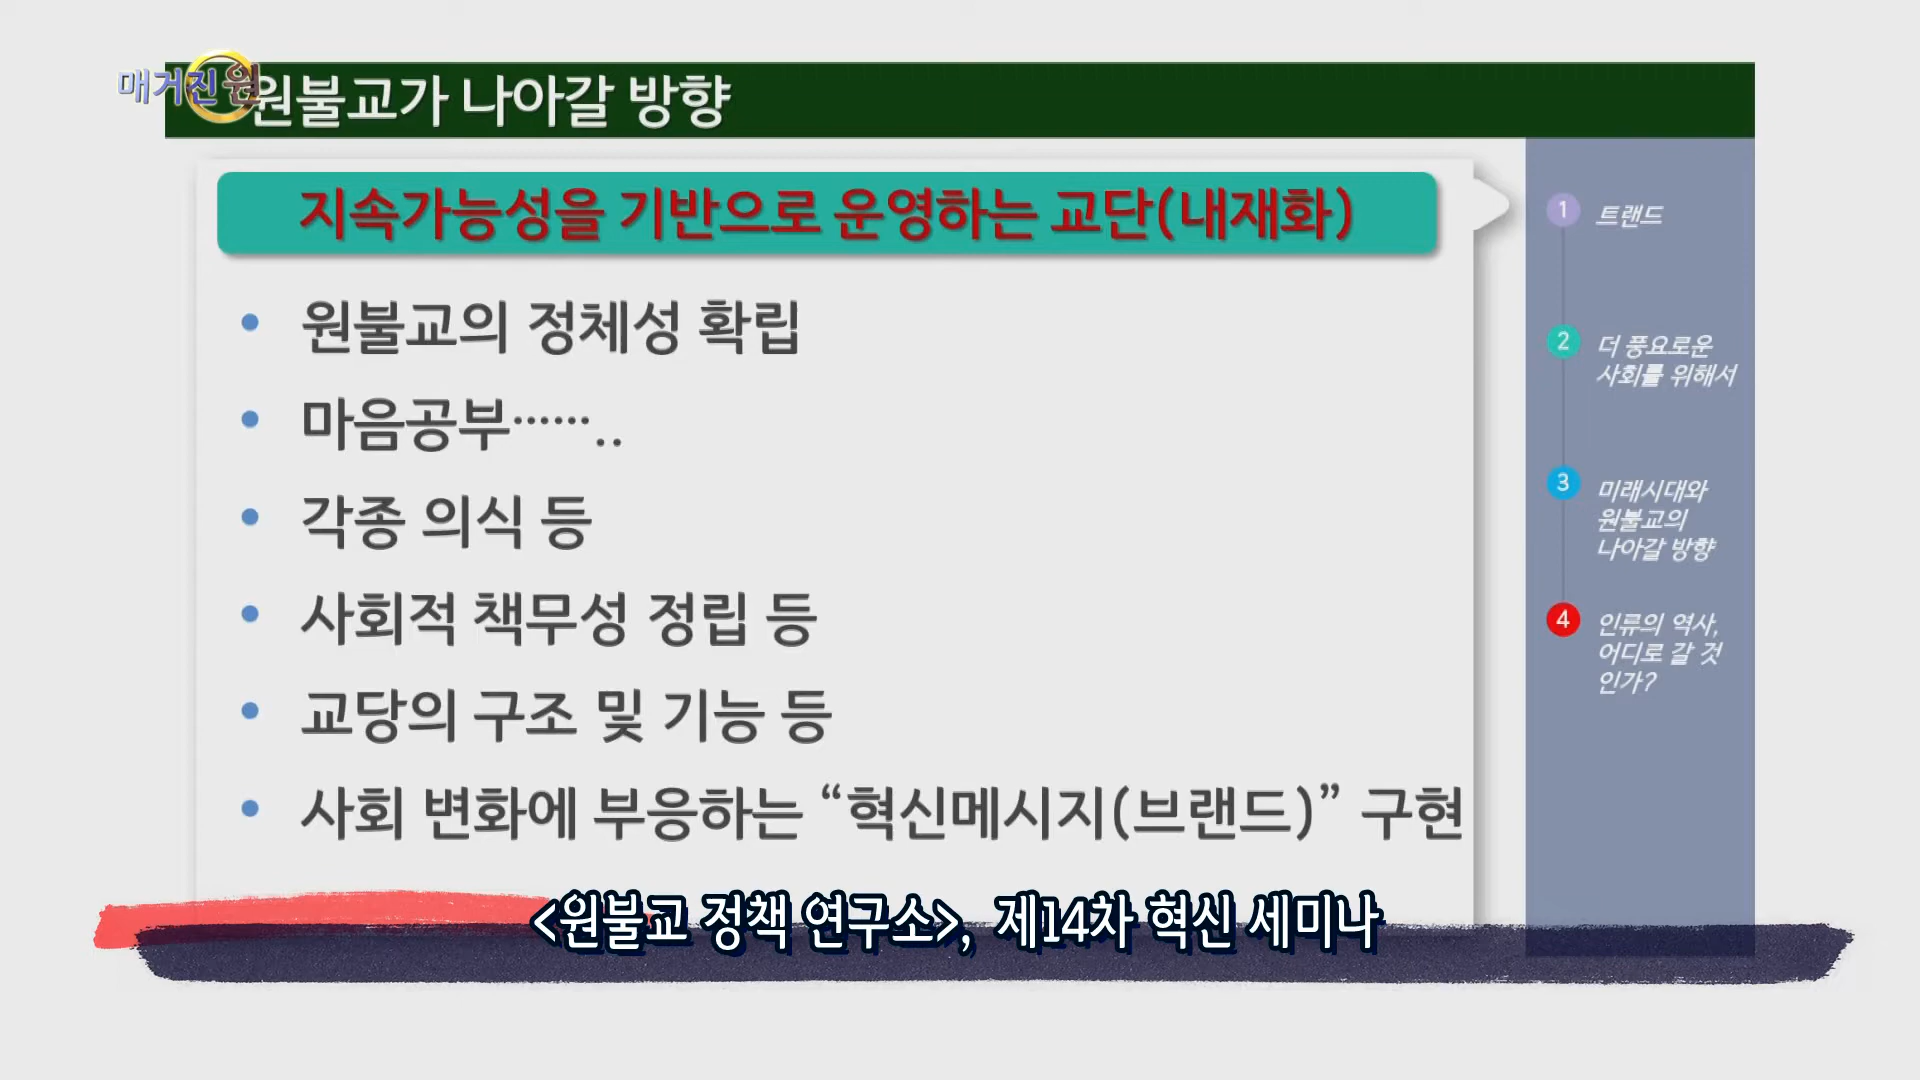 매거진 원
원불교가 나아갈 방향
지속가능성을 기반으로 운영하는 교단(내재화)
• 원불교의 정체성 확립
• 마음공부……..
• 각종 의식 등
• 사회적 책무성 정립 등
• 교당의 구조 및 기능 등
• 사회 변화에 부응하는 “혁신메시지(브랜드)” 구현
1 트랜드
2 더 풍요로운
사회를 위해서
3 미래시대와
원불교의
나아갈 방향
4 인류의 역사,
어디로 갈 것
인가?
<원불교 정책 연구소>, 제14차 혁신 세미나